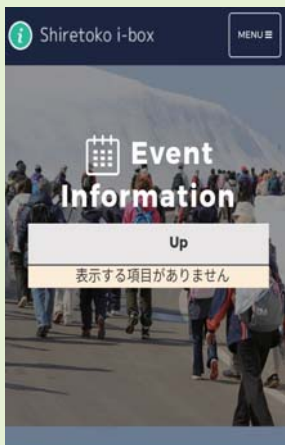 i Shiretoko i-box
MENU ≡
Event
Information
Up
表示する項目がありません